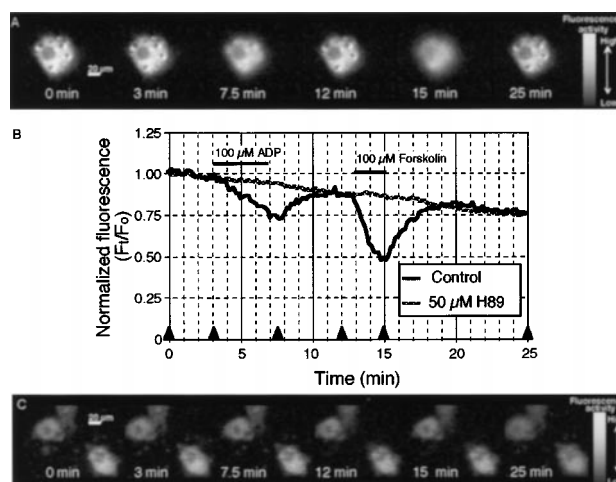 A
Fluorescence
activity
High
Low
20 μm
0 min 3 min 7.5 min 12 min 15 min 25 min
B
Normalized fluorescence
(Ft/Fo)
1.25
1.00
0.75
0.50
0.25
0
100 μM ADP
100 μM Forskolin
Control
50 μM H89
0 5 10 15 20 25
Time (min)
C
20 μm
0 min 3 min 7.5 min 12 min 15 min 25 min
activity